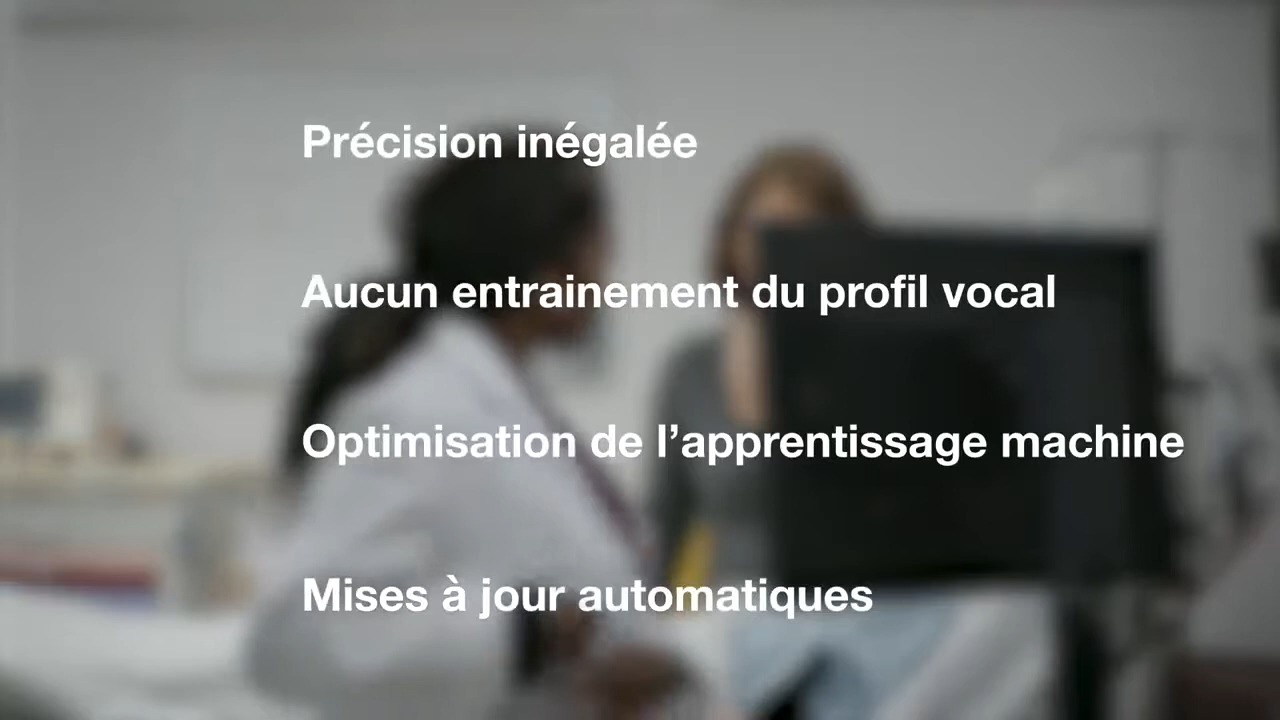 Précision inégalée
Aucun entrainement du profil vocal
Optimisation de l’apprentissage machine
Mises à jour automatiques